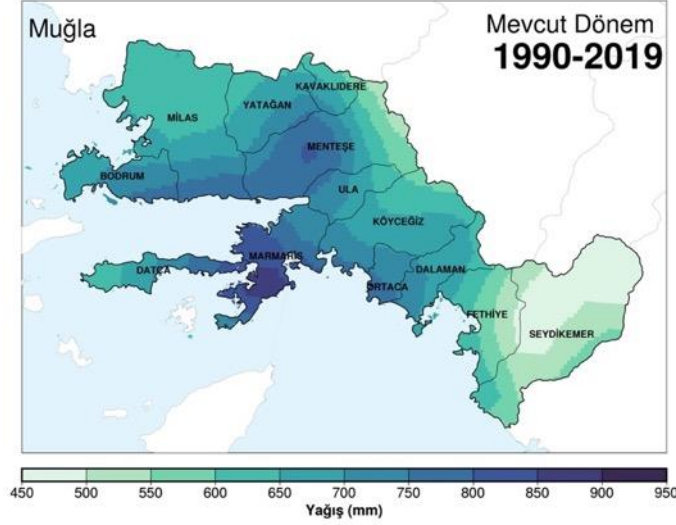 Muğla
Mevcut Dönem
1990-2019
KAVAKLIDERE
YATAĞAN
MİLAS
MENTEŞE
BODRUM
ULA
KÖYCEĞİZ
MARMARİS
DATÇA
DALAMAN
ORTACA
FETHİYE
SEYDİKEMER
450 500 550 600 650 700 750 800 850 900 950
Yağış (mm)